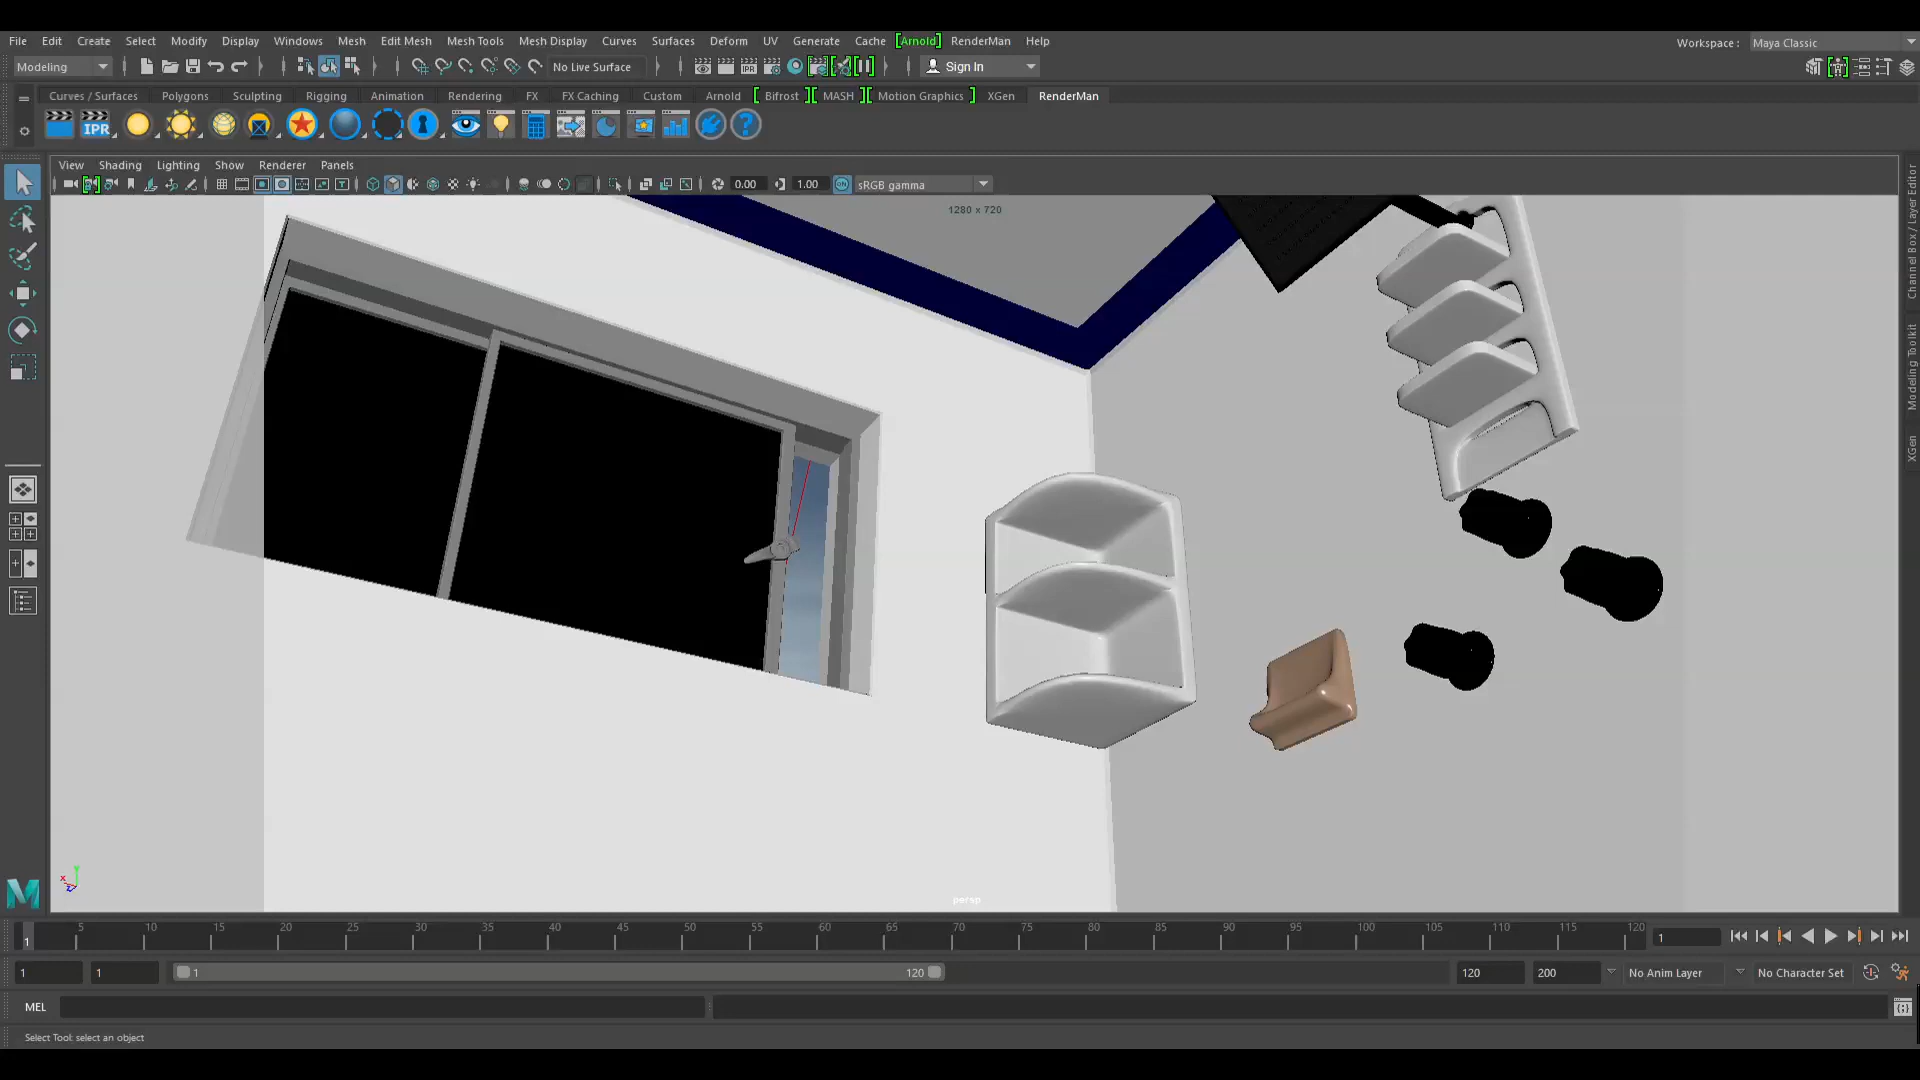 File Edit Create Select Modify Display Windows Mesh Edit Mesh Mesh Tools Mesh Display Curves Surfaces Deform UV Generate Cache [Arnold] RenderMan Help
Workspace : Maya Classic
Modeling No Live Surface Sign In
Curves / Surfaces Polygons Sculpting Rigging Animation Rendering FX FX Caching Custom Arnold [ Bifrost ] [ MASH ] [ Motion Graphics ] XGen RenderMan
IPR
View Shading Lighting Show Renderer Panels
0.00 1.00 ON sRGB gamma
1280 x 720
Channel Box / Layer Editor
Modeling Toolkit
XGen
x
y
z
M
persp
5 10 15 20 25 30 35 40 45 50 55 60 65 70 75 80 85 90 95 100 105 110 115 120
1 1
1 1 1 120 120 200 No Anim Layer No Character Set
MEL
Select Tool: select an object